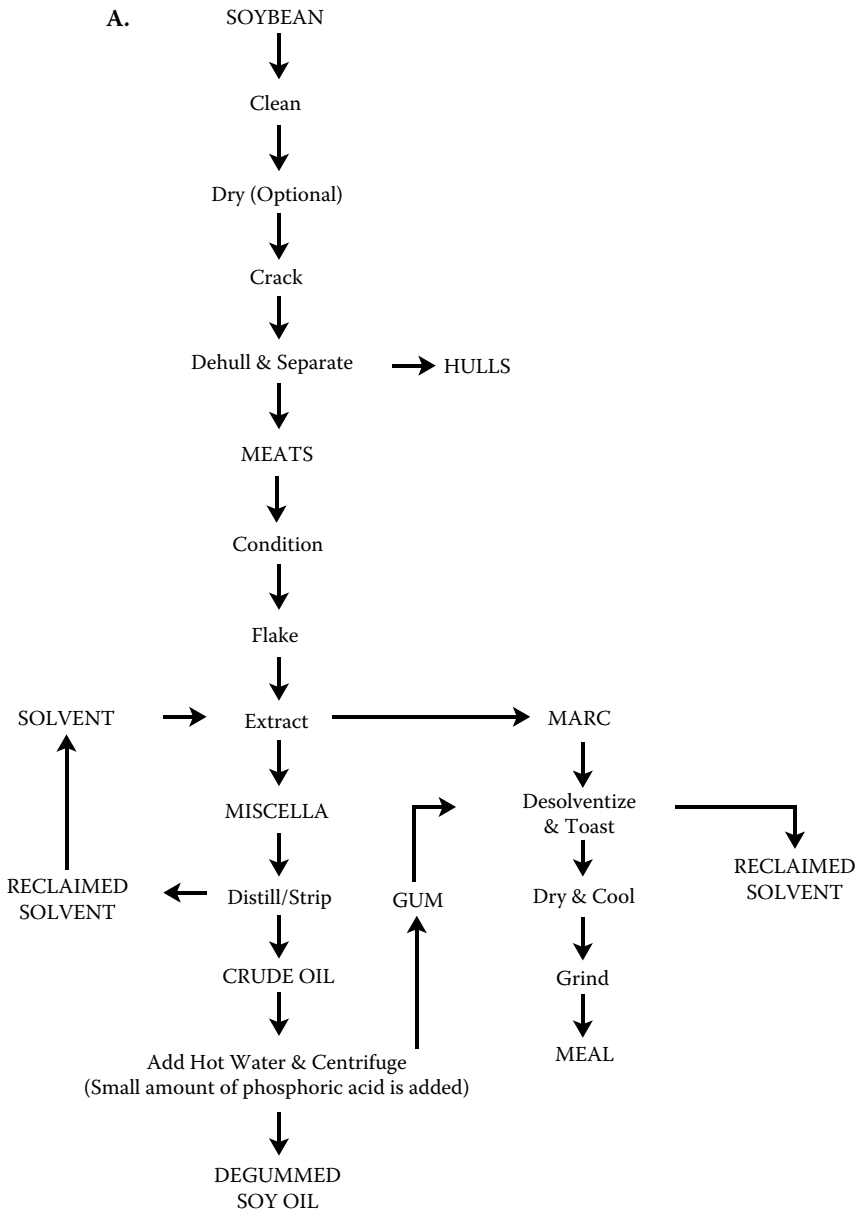 A.
SOYBEAN
Clean
Dry (Optional)
Crack
Dehull & Separate
HULLS
MEATS
Condition
Flake
SOLVENT
Extract
MARC
MISCELLA
Desolventize
& Toast
RECLAIMED
SOLVENT
Distill/Strip
GUM
Dry & Cool
RECLAIMED
SOLVENT
CRUDE OIL
Grind
Add Hot Water & Centrifuge
(Small amount of phosphoric acid is added)
MEAL
DEGUMMED
SOY OIL